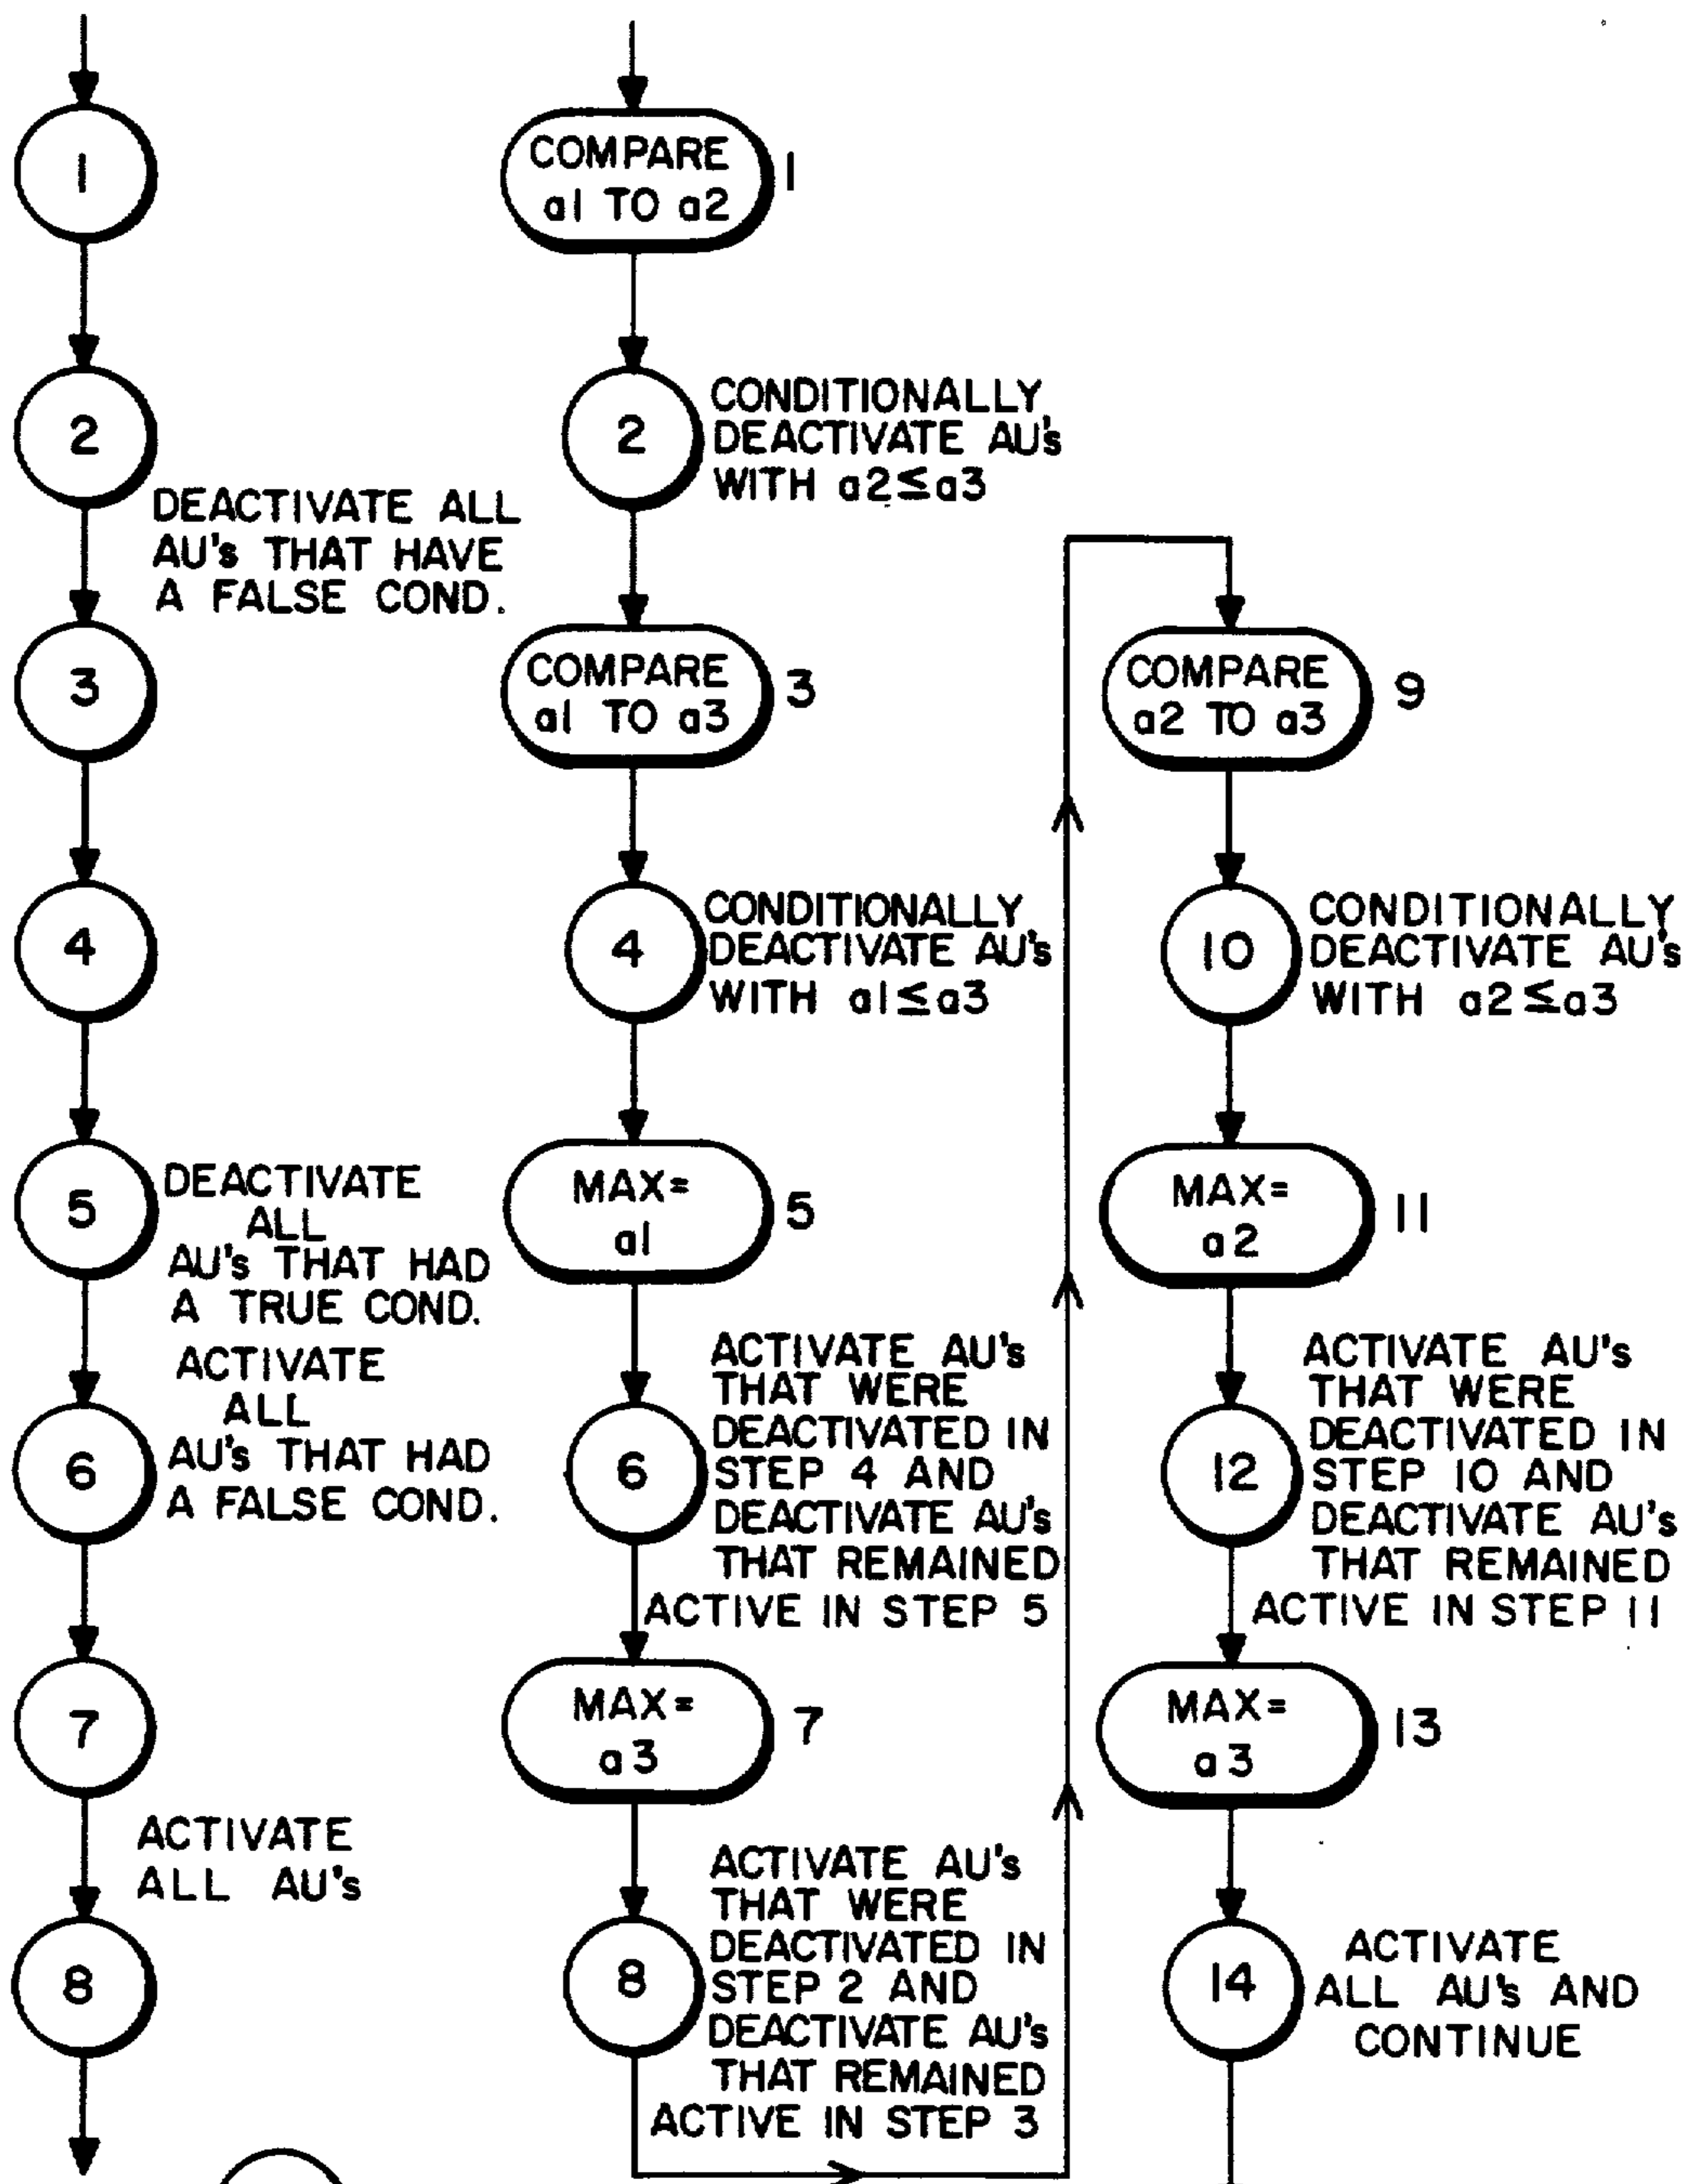 1
2
DEACTIVATE ALL
AU's THAT HAVE
A FALSE COND.
3
4
5
DEACTIVATE
ALL
AU's THAT HAD
A TRUE COND.
ACTIVATE
ALL
AU's THAT HAD
A FALSE COND.
6
7
ACTIVATE
ALL AU's
8
COMPARE
a1 TO a2
1
2
CONDITIONALLY
DEACTIVATE AU's
WITH a2≤a3
COMPARE
a1 TO a3
3
4
CONDITIONALLY
DEACTIVATE AU's
WITH a1≤a3
MAX=
a1
5
6
ACTIVATE AU's
THAT WERE
DEACTIVATED IN
STEP 4 AND
DEACTIVATE AU's
THAT REMAINED
ACTIVE IN STEP 5
MAX=
a3
7
8
ACTIVATE AU's
THAT WERE
DEACTIVATED IN
STEP 2 AND
DEACTIVATE AU's
THAT REMAINED
ACTIVE IN STEP 3
COMPARE
a2 TO a3
9
10
CONDITIONALLY
DEACTIVATE AU's
WITH a2≤a3
MAX=
a2
11
12
ACTIVATE AU's
THAT WERE
DEACTIVATED IN
STEP 10 AND
DEACTIVATE AU's
THAT REMAINED
ACTIVE IN STEP 11
MAX=
a3
13
14
ACTIVATE
ALL AU's AND
CONTINUE